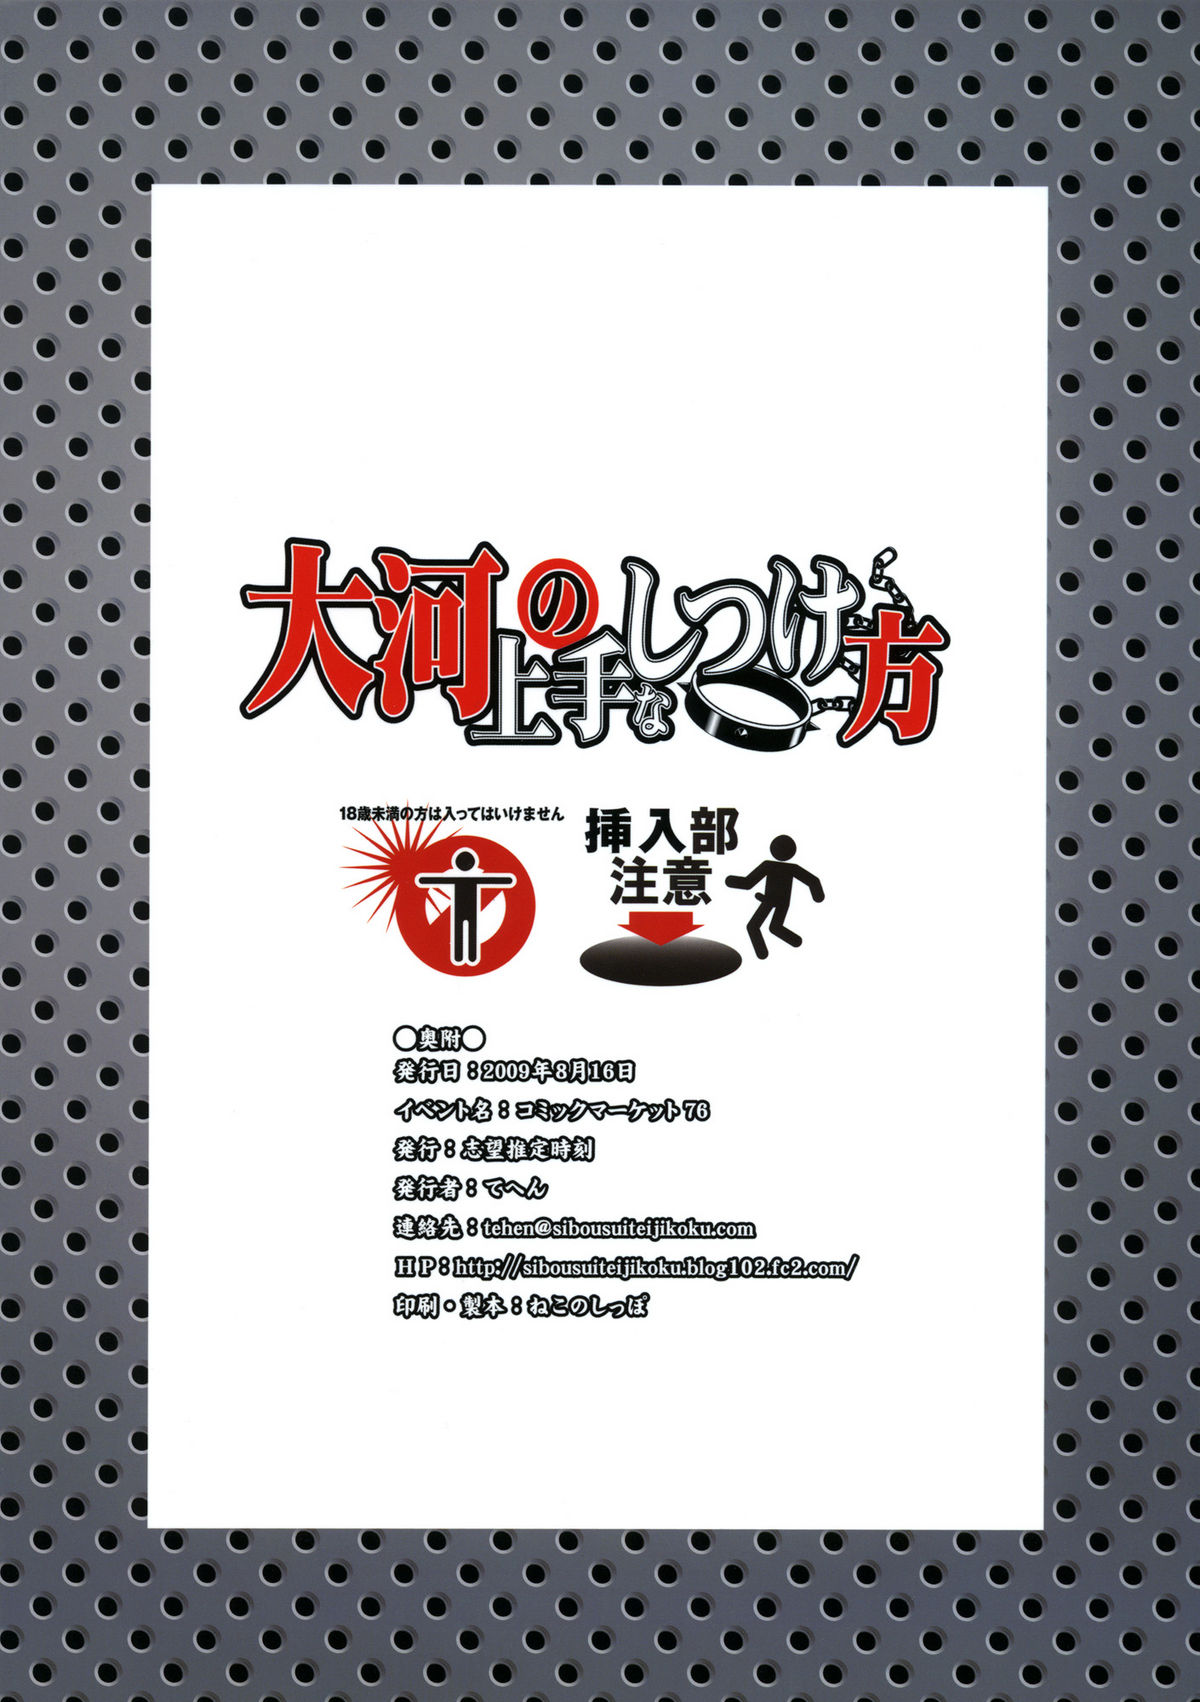 大河の上手なしつけ方
18歳未満の方は入ってはいけません
挿入部
注意
●奥附●
発行日：2009年8月16日
イベント名：コミックマーケット76
発行：志望推定時刻
発行者：てへん
連絡先：tehen@sibousuiteijikoku.com
HP：http://sibousuiteijikoku.blog102.fc2.com/
印刷・製本：ねこのしっぽ